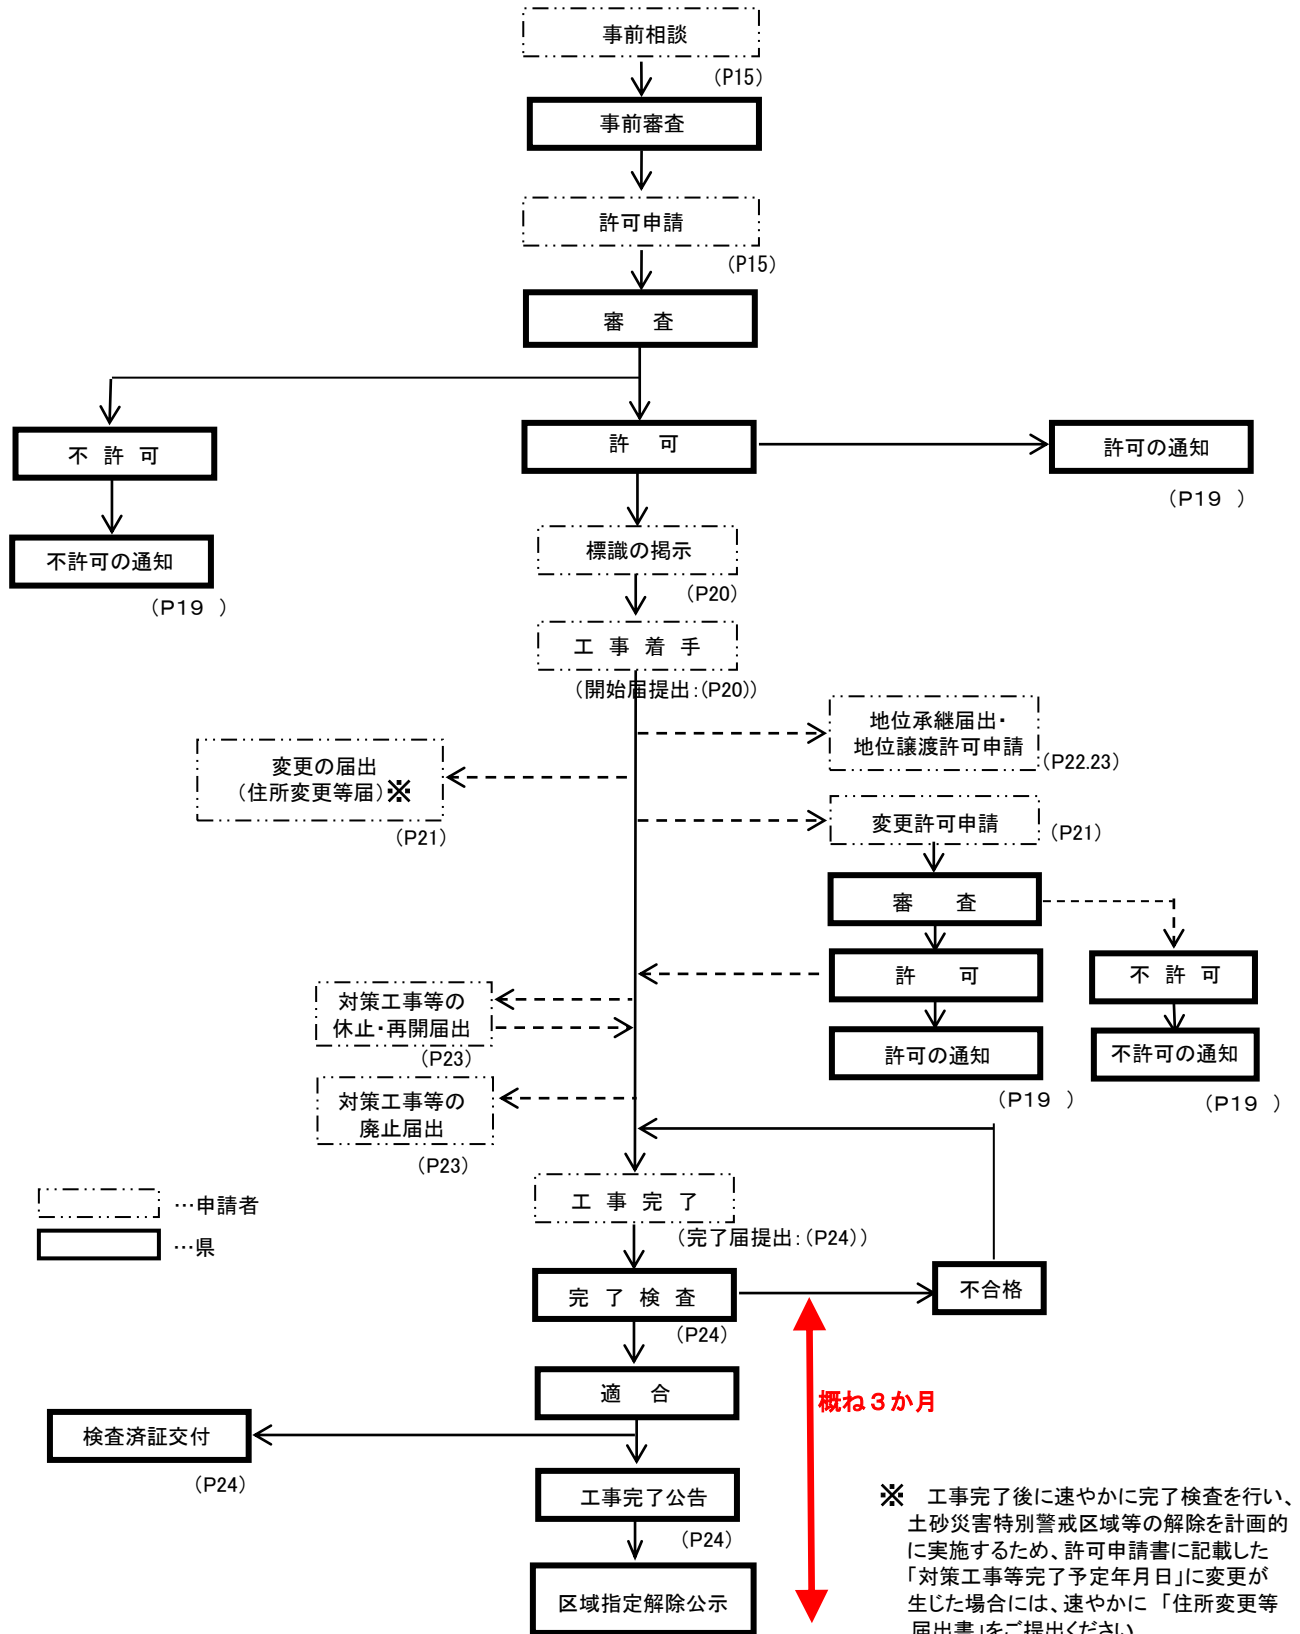 事前相談
(P15)
事前審査
許可申請
(P15)
審　査
不 許 可
許　可
許可の通知
(P19　)
不許可の通知
(P19　)
標識の掲示
(P20)
工 事 着 手
(開始届提出：(P20))
地位承継届出・
地位譲渡許可申請
(P22.23)
変更の届出
(住所変更等届)※
(P21)
変更許可申請
(P21)
審　査
許　可
不 許 可
対策工事等の
休止・再開届出
(P23)
許可の通知
(P19　)
不許可の通知
(P19　)
対策工事等の
廃止届出
(P23)
工 事 完 了
(完了届提出：(P24))
…申請者
…県
完 了 検 査
(P24)
不合格
適　合
概ね３か月
検査済証交付
(P24)
工事完了公告
(P24)
区域指定解除公示
※　工事完了後に速やかに完了検査を行い、
土砂災害特別警戒区域等の解除を計画的
に実施するため、許可申請書に記載した
「対策工事等完了予定年月日」に変更が
生じた場合には、速やかに 「住所変更等
届出書」をご提出ください